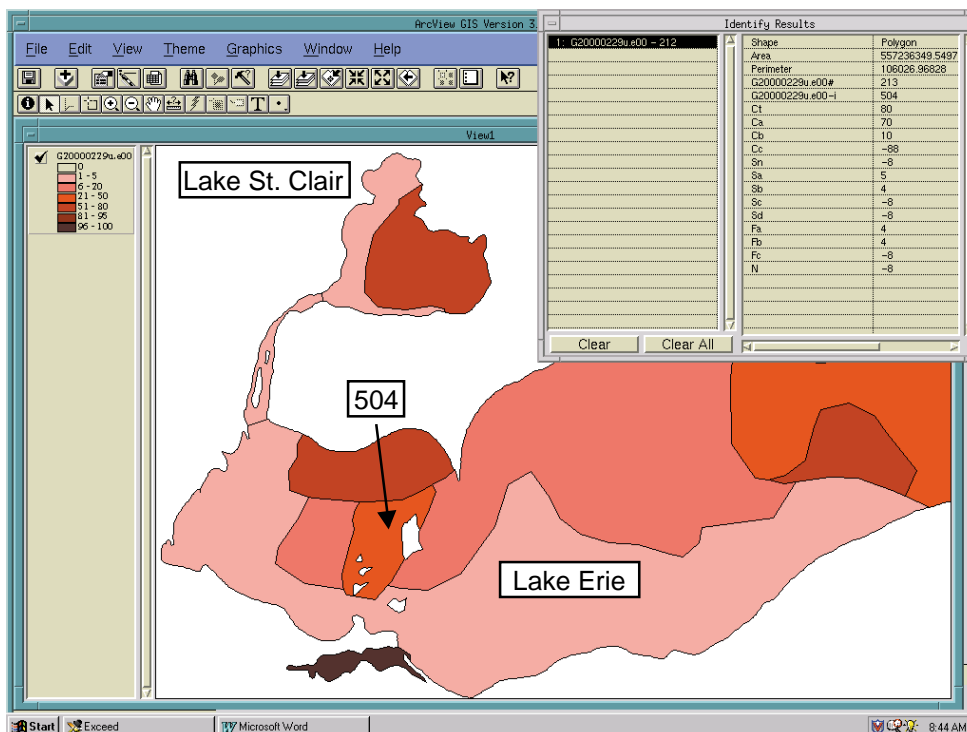 ArcView GIS Version 3.
Identify Results
File Edit View Theme Graphics Window Help
1: G20000229u.e00 - 212
Shape Polygon
Area 557236349.5497
Perimeter 106026.96828
G20000229u.e00# 213
G20000229u.e00-i 504
Ct 80
Ca 70
Cb 10
Cc -88
Sn -8
Sa 5
Sb 4
Sc -8
Sd -8
Fa 4
Fb 4
Fc -8
N -8
Clear Clear All
View1
G20000229u.e00
0
1 - 5
6 - 20
21 - 50
51 - 80
81 - 95
96 - 100
Lake St. Clair
504
Lake Erie
Start Exceed Microsoft Word 8:44 AM